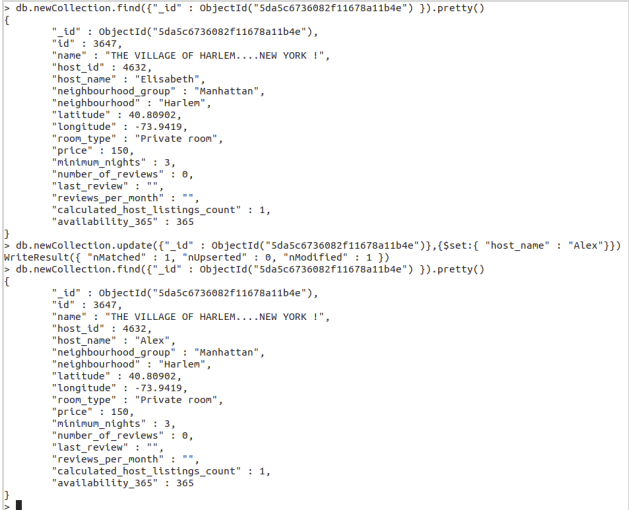 > db.newCollection.find({"_id" : ObjectId("5da5c6736082f11678a11b4e") }).pretty()
{
        "_id" : ObjectId("5da5c6736082f11678a11b4e"),
        "id" : 3647,
        "name" : "THE VILLAGE OF HARLEM....NEW YORK !",
        "host_id" : 4632,
        "host_name" : "Elisabeth",
        "neighbourhood_group" : "Manhattan",
        "neighbourhood" : "Harlem",
        "latitude" : 40.80902,
        "longitude" : -73.9419,
        "room_type" : "Private room",
        "price" : 150,
        "minimum_nights" : 3,
        "number_of_reviews" : 0,
        "last_review" : "",
        "reviews_per_month" : "",
        "calculated_host_listings_count" : 1,
        "availability_365" : 365
}
> db.newCollection.update({"_id" : ObjectId("5da5c6736082f11678a11b4e")},{$set:{ "host_name" : "Alex"}})
WriteResult({ "nMatched" : 1, "nUpserted" : 0, "nModified" : 1 })
> db.newCollection.find({"_id" : ObjectId("5da5c6736082f11678a11b4e") }).pretty()
{
        "_id" : ObjectId("5da5c6736082f11678a11b4e"),
        "id" : 3647,
        "name" : "THE VILLAGE OF HARLEM....NEW YORK !",
        "host_id" : 4632,
        "host_name" : "Alex",
        "neighbourhood_group" : "Manhattan",
        "neighbourhood" : "Harlem",
        "latitude" : 40.80902,
        "longitude" : -73.9419,
        "room_type" : "Private room",
        "price" : 150,
        "minimum_nights" : 3,
        "number_of_reviews" : 0,
        "last_review" : "",
        "reviews_per_month" : "",
        "calculated_host_listings_count" : 1,
        "availability_365" : 365
}
>